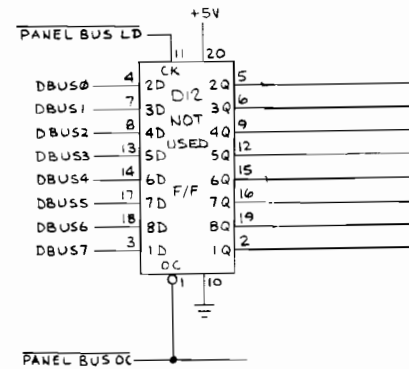 +5V
PANEL BUS LD
11 20
CK
DBUS0 4 2D 2Q 5
DBUS1 7 3D D12 3Q 6
DBUS2 8 4D NOT 4Q 9
DBUS3 13 5D USED 5Q 12
DBUS4 14 6D 6Q 15
DBUS5 17 7D F/F 7Q 16
DBUS6 18 8D 8Q 19
DBUS7 3 1D 1Q 2
OC
1 10
PANEL BUS OC